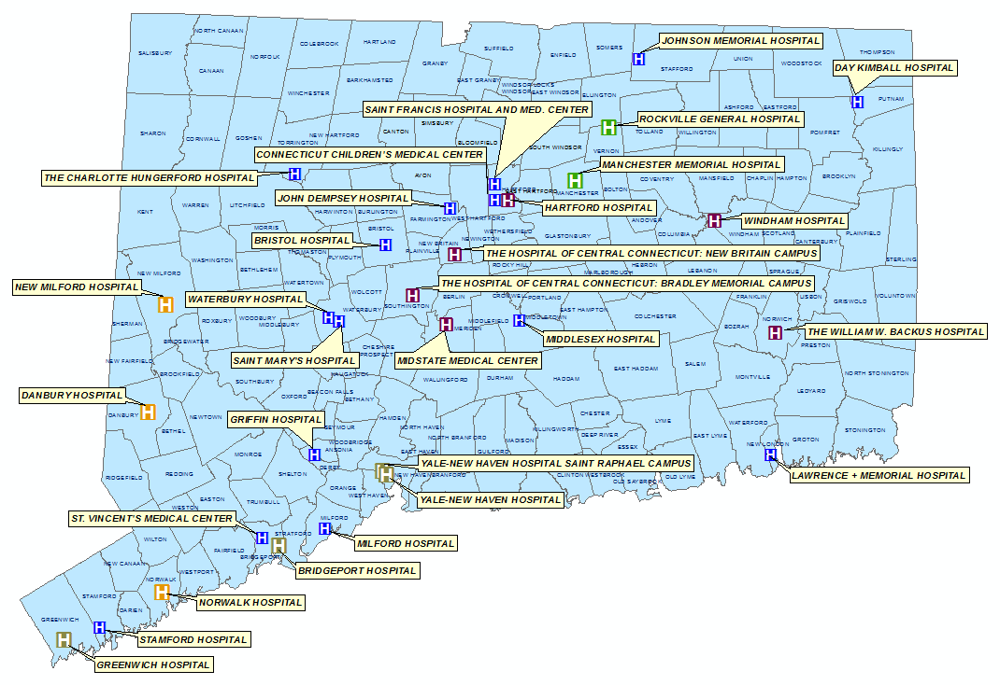 NORTH CANAAN
COLEBROOK
HARTLAND
SUFFIELD
SOMERS
JOHNSON MEMORIAL HOSPITAL
SALISBURY
NORFOLK
GRANBY
ENFIELD
UNION
WOODSTOCK
THOMPSON
CANAAN
BARKHAMSTED
EAST GRANBY
STAFFORD
DAY KIMBALL HOSPITAL
WINCHESTER
WINDSOR LOCKS
WINDSOR
EAST WINDSOR
ELLINGTON
PUTNAM
SAINT FRANCIS HOSPITAL AND MED. CENTER
ASHFORD
EASTFORD
SIMSBURY
ROCKVILLE GENERAL HOSPITAL
SHARON
CORNWALL
GOSHEN
NEW HARTFORD
CANTON
TORRINGTON
BLOOMFIELD
SOUTH WINDSOR
VERNON
TOLLAND
WILLINGTON
POMFRET
KILLINGLY
CONNECTICUT CHILDREN'S MEDICAL CENTER
MANCHESTER MEMORIAL HOSPITAL
THE CHARLOTTE HUNGERFORD HOSPITAL
AVON
COVENTRY
MANSFIELD
CHAPLIN
HAMPTON
BROOKLYN
HARTFORD
EAST HARTFORD
MANCHESTER
BOLTON
JOHN DEMPSEY HOSPITAL
KENT
WARREN
LITCHFIELD
HARWINTON
BURLINGTON
FARMINGTON
WEST HARTFORD
HARTFORD HOSPITAL
ANDOVER
WINDHAM HOSPITAL
MORRIS
BRISTOL
WETHERSFIELD
NEWINGTON
GLASTONBURY
COLUMBIA
WINDHAM
SCOTLAND
CANTERBURY
PLAINFIELD
BRISTOL HOSPITAL
THOMASTON
PLYMOUTH
PLAINVILLE
NEW BRITAIN
THE HOSPITAL OF CENTRAL CONNECTICUT: NEW BRITAIN CAMPUS
STERLING
WASHINGTON
BETHLEHEM
ROCKY HILL
HEBRON
MARLBOROUGH
LEBANON
SPRAGUE
NEW MILFORD
WATERTOWN
THE HOSPITAL OF CENTRAL CONNECTICUT: BRADLEY MEMORIAL CAMPUS
NEW MILFORD HOSPITAL
WOLCOTT
BERLIN
CROMWELL
PORTLAND
FRANKLIN
LISBON
GRISWOLD
VOLUNTOWN
WATERBURY HOSPITAL
WATERBURY
SOUTHINGTON
EAST HAMPTON
COLCHESTER
SHERMAN
ROXBURY
WOODBURY
MIDDLEBURY
MERIDEN
MIDDLEFIELD
MIDDLETOWN
BOZRAH
NORWICH
THE WILLIAM W. BACKUS HOSPITAL
BRIDGEWATER
CHESHIRE
PROSPECT
MIDDLESEX HOSPITAL
PRESTON
NEW FAIRFIELD
SAINT MARY'S HOSPITAL
MIDSTATE MEDICAL CENTER
SALEM
BROOKFIELD
SOUTHBURY
NAUGATUCK
WALLINGFORD
DURHAM
HADDAM
EAST HADDAM
MONTVILLE
NORTH STONINGTON
DANBURY HOSPITAL
OXFORD
BEACON FALLS
BETHANY
LEDYARD
DANBURY
NEWTOWN
GRIFFIN HOSPITAL
HAMDEN
CHESTER
LYME
WATERFORD
BETHEL
SEYMOUR
NORTH HAVEN
NORTH BRANFORD
MADISON
KILLINGWORTH
DEEP RIVER
EAST LYME
GROTON
STONINGTON
MONROE
WOODBRIDGE
ANSONIA
DERBY
EAST HAVEN
GUILFORD
ESSEX
NEW LONDON
YALE-NEW HAVEN HOSPITAL SAINT RAPHAEL CAMPUS
RIDGEFIELD
REDDING
SHELTON
NEW HAVEN
BRANFORD
CLINTON
WESTBROOK
OLD SAYBROOK
OLD LYME
LAWRENCE + MEMORIAL HOSPITAL
ORANGE
WEST HAVEN
YALE-NEW HAVEN HOSPITAL
EASTON
WESTON
TRUMBULL
ST. VINCENT'S MEDICAL CENTER
MILFORD
STRATFORD
MILFORD HOSPITAL
WILTON
FAIRFIELD
BRIDGEPORT
NEW CANAAN
WESTPORT
BRIDGEPORT HOSPITAL
NORWALK
STAMFORD
NORWALK HOSPITAL
DARIEN
GREENWICH
STAMFORD HOSPITAL
GREENWICH HOSPITAL